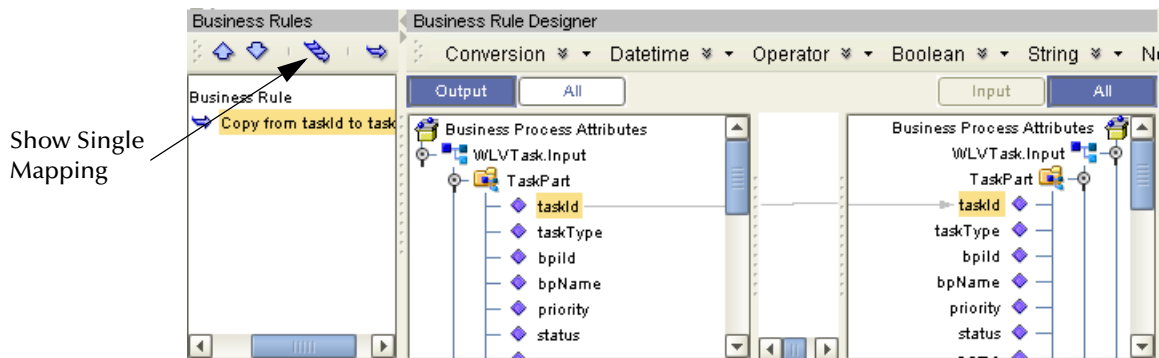 Business Rules
Business Rule Designer
Conversion
Datetime
Operator
Boolean
String
Output
All
Input
All
Business Rule
Copy from taskId to task
Show Single
Mapping
Business Process Attributes
WLVTask.Input
TaskPart
taskId
taskType
bpiId
bpName
priority
status
Business Process Attributes
WLVTask.Input
TaskPart
taskId
taskType
bpiId
bpName
priority
status